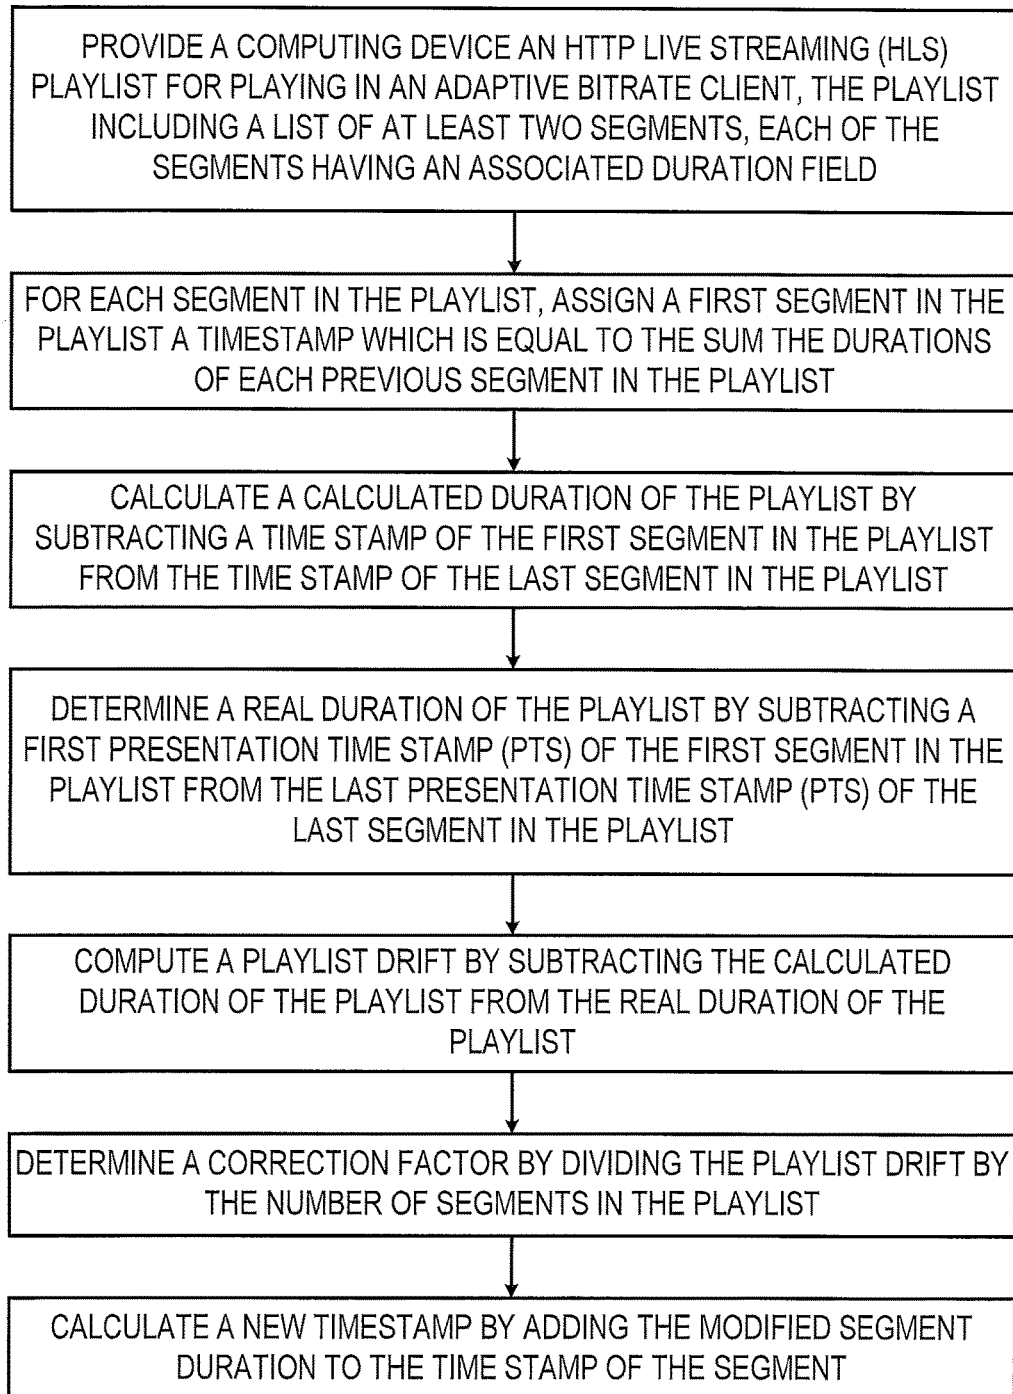 PROVIDE A COMPUTING DEVICE AN HTTP LIVE STREAMING (HLS)
PLAYLIST FOR PLAYING IN AN ADAPTIVE BITRATE CLIENT, THE PLAYLIST
INCLUDING A LIST OF AT LEAST TWO SEGMENTS, EACH OF THE
SEGMENTS HAVING AN ASSOCIATED DURATION FIELD
FOR EACH SEGMENT IN THE PLAYLIST, ASSIGN A FIRST SEGMENT IN THE
PLAYLIST A TIMESTAMP WHICH IS EQUAL TO THE SUM THE DURATIONS
OF EACH PREVIOUS SEGMENT IN THE PLAYLIST
CALCULATE A CALCULATED DURATION OF THE PLAYLIST BY
SUBTRACTING A TIME STAMP OF THE FIRST SEGMENT IN THE PLAYLIST
FROM THE TIME STAMP OF THE LAST SEGMENT IN THE PLAYLIST
DETERMINE A REAL DURATION OF THE PLAYLIST BY SUBTRACTING A
FIRST PRESENTATION TIME STAMP (PTS) OF THE FIRST SEGMENT IN THE
PLAYLIST FROM THE LAST PRESENTATION TIME STAMP (PTS) OF THE
LAST SEGMENT IN THE PLAYLIST
COMPUTE A PLAYLIST DRIFT BY SUBTRACTING THE CALCULATED
DURATION OF THE PLAYLIST FROM THE REAL DURATION OF THE
PLAYLIST
DETERMINE A CORRECTION FACTOR BY DIVIDING THE PLAYLIST DRIFT BY
THE NUMBER OF SEGMENTS IN THE PLAYLIST
CALCULATE A NEW TIMESTAMP BY ADDING THE MODIFIED SEGMENT
DURATION TO THE TIME STAMP OF THE SEGMENT